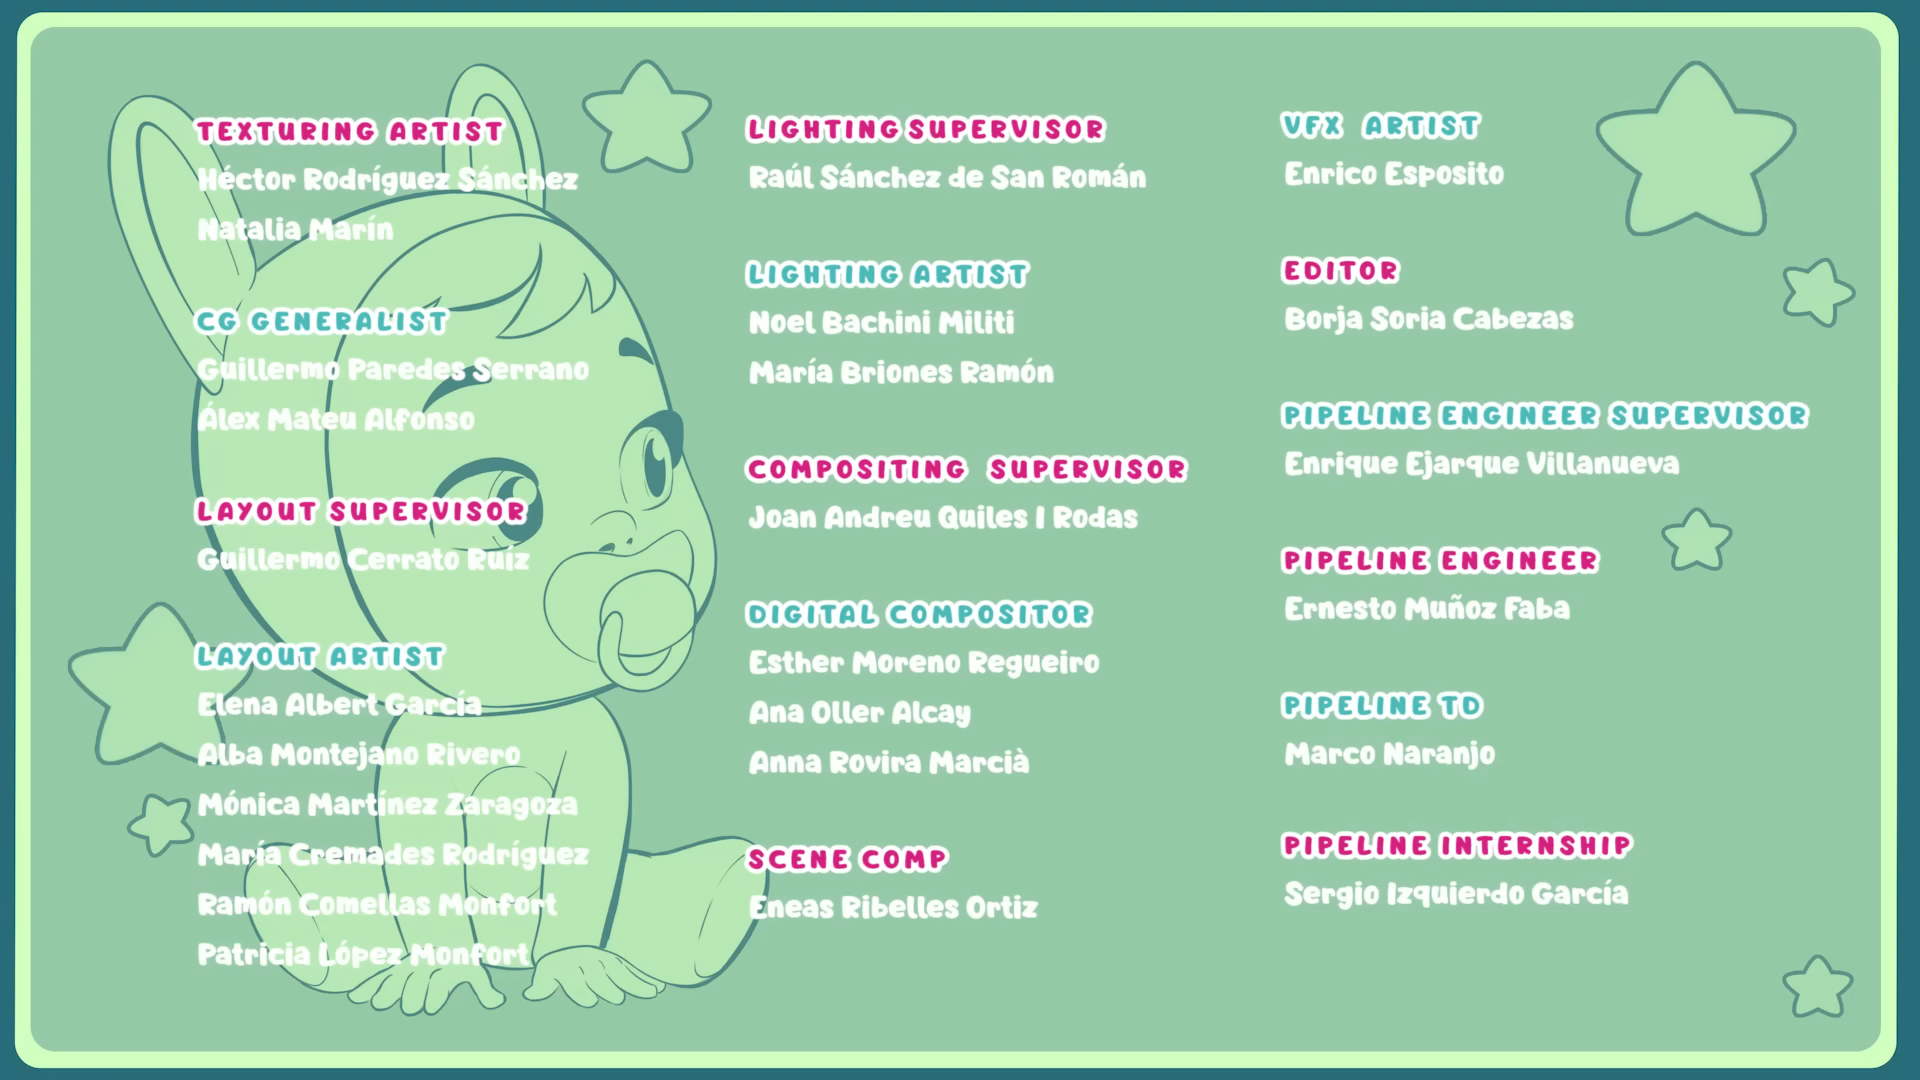 TEXTURING ARTIST
Héctor Rodríguez Sánchez
Natalia Marín
CG GENERALIST
Guillermo Paredes Serrano
Álex Mateu Alfonso
LAYOUT SUPERVISOR
Guillermo Cerrato Ruíz
LAYOUT ARTIST
Elena Albert García
Alba Montejano Rivero
Mónica Martínez Zaragoza
María Cremades Rodríguez
Ramón Comellas Monfort
Patricia López Monfort
LIGHTING SUPERVISOR
Raúl Sánchez de San Román
LIGHTING ARTIST
Noel Bachini Militi
María Briones Ramón
COMPOSITING SUPERVISOR
Joan Andreu Quiles I Rodas
DIGITAL COMPOSITOR
Esther Moreno Regueiro
Ana Oller Alcay
Anna Rovira Marcià
SCENE COMP
Eneas Ribelles Ortiz
VFX ARTIST
Enrico Esposito
EDITOR
Borja Soria Cabezas
PIPELINE ENGINEER SUPERVISOR
Enrique Ejarque Villanueva
PIPELINE ENGINEER
Ernesto Muñoz Faba
PIPELINE TD
Marco Naranjo
PIPELINE INTERNSHIP
Sergio Izquierdo García